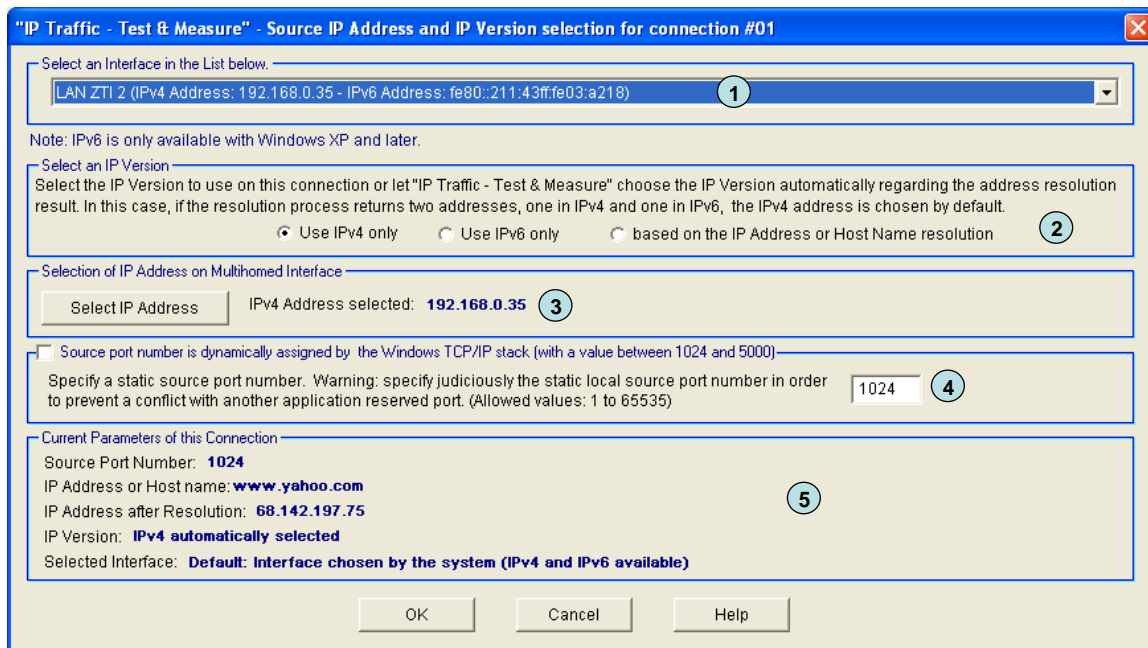 "IP Traffic - Test & Measure" - Source IP Address and IP Version selection for connection #01
Select an Interface in the List below.
LAN ZTI 2 (IPv4 Address: 192.168.0.35 - IPv6 Address: fe80::211:43ff:fe03:a218)
1
Note: IPv6 is only available with Windows XP and later.
Select an IP Version
Select the IP Version to use on this connection or let "IP Traffic - Test & Measure" choose the IP Version automatically regarding the address resolution
result. In this case, if the resolution process returns two addresses, one in IPv4 and one in IPv6, the IPv4 address is chosen by default.
Use IPv4 only Use IPv6 only based on the IP Address or Host Name resolution
2
Selection of IP Address on Multihomed Interface
Select IP Address IPv4 Address selected: 192.168.0.35 3
Source port number is dynamically assigned by the Windows TCP/IP stack (with a value between 1024 and 5000)
Specify a static source port number. Warning: specify judiciously the static local source port number in order
to prevent a conflict with another application reserved port. (Allowed values: 1 to 65535)
1024 4
Current Parameters of this Connection
Source Port Number: 1024
IP Address or Host name: www.yahoo.com
IP Address after Resolution: 68.142.197.75
IP Version: IPv4 automatically selected
Selected Interface: Default: Interface chosen by the system (IPv4 and IPv6 available)
5
OK Cancel Help